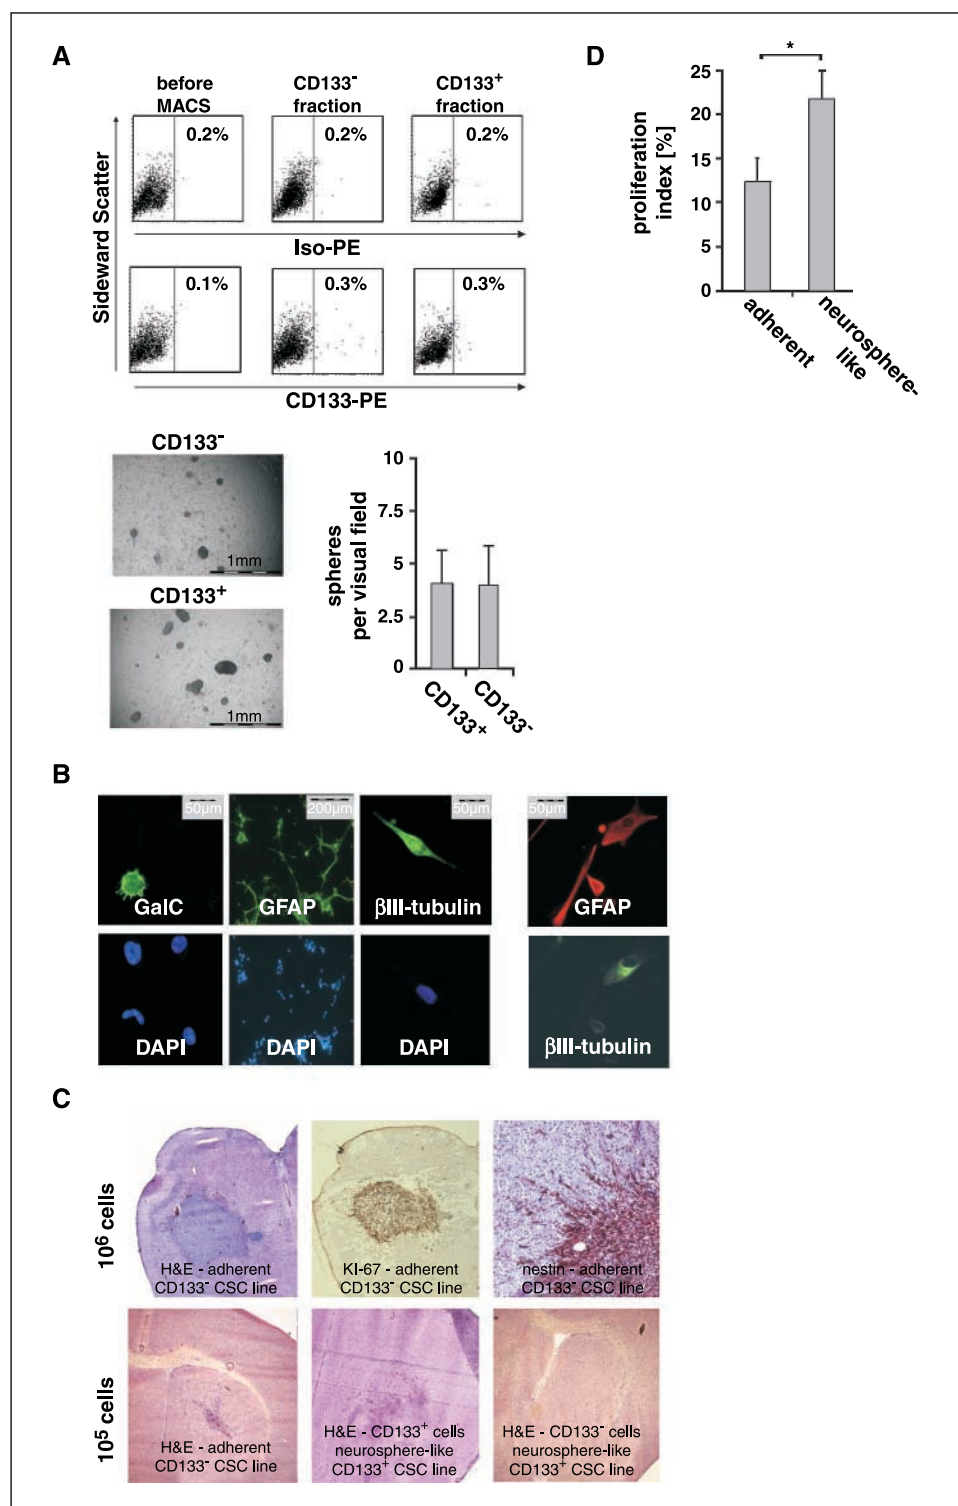 A
before
MACS
CD133⁻
fraction
CD133⁺
fraction
0.2%
0.2%
0.2%
Sideward Scatter
Iso-PE
0.1%
0.3%
0.3%
CD133-PE
CD133⁻
1mm
CD133⁺
1mm
spheres
per visual field
10
7.5
5
2.5
0
CD133⁺
CD133⁻
D
*
proliferation
index [%]
25
20
15
10
5
0
adherent
neurosphere-
like
B
50µm
GalC
200µm
GFAP
50µm
βIII-tubulin
50µm
GFAP
DAPI
DAPI
DAPI
βIII-tubulin
C
10⁶ cells
H&E - adherent
CD133⁻ CSC line
KI-67 - adherent
CD133⁻ CSC line
nestin - adherent
CD133⁻ CSC line
10⁵ cells
H&E - adherent
CD133⁻ CSC line
H&E - CD133⁺ cells
neurosphere-like
CD133⁺ CSC line
H&E - CD133⁻ cells
neurosphere-like
CD133⁺ CSC line